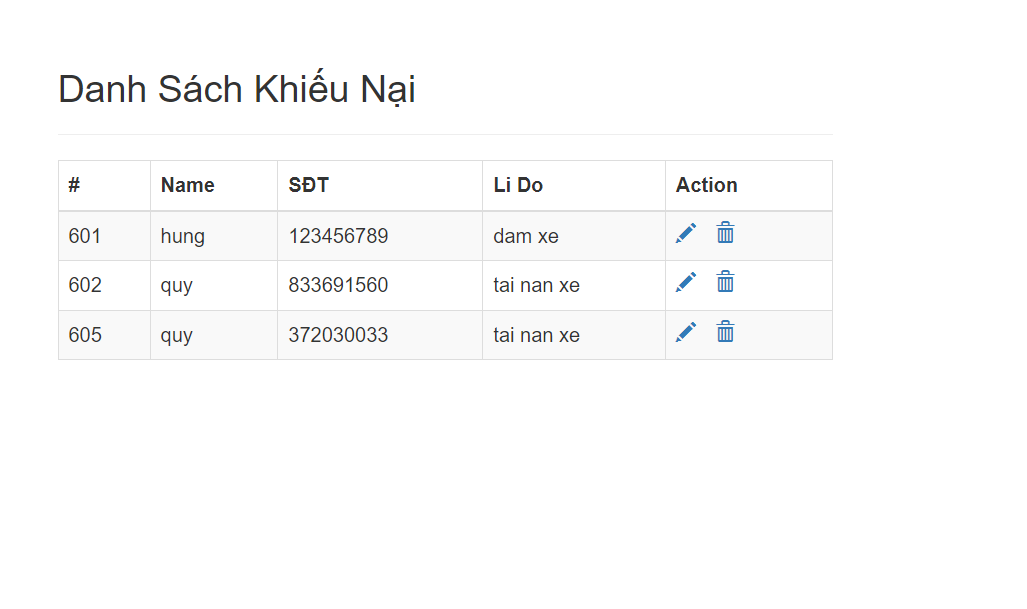 Danh Sách Khiếu Nại
# Name SĐT Li Do Action
601 hung 123456789 dam xe
602 quy 833691560 tai nan xe
605 quy 372030033 tai nan xe